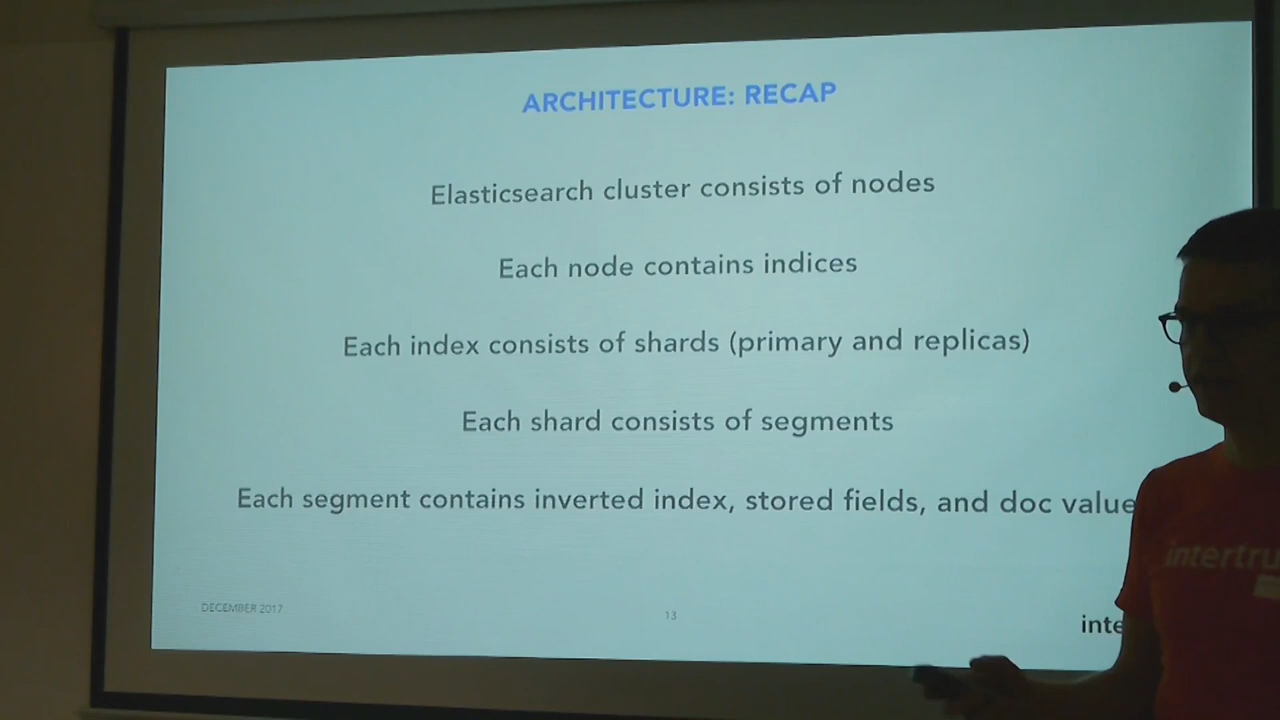 ARCHITECTURE: RECAP
Elasticsearch cluster consists of nodes
Each node contains indices
Each index consists of shards (primary and replicas)
Each shard consists of segments
Each segment contains inverted index, stored fields, and doc value
DECEMBER 2017
13
inte
intertru